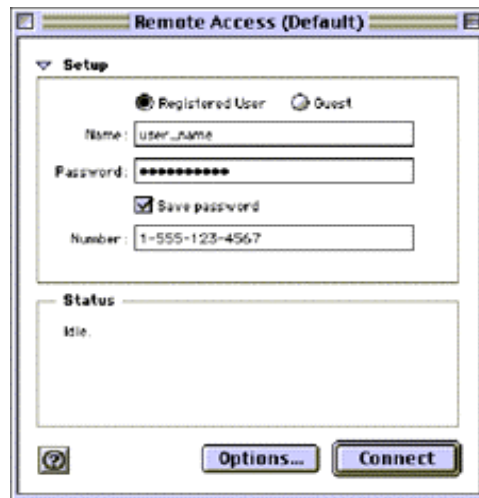 Remote Access (Default)
Setup
Registered User Guest
Name: user_name
Password: ●●●●●●●●●●
Save password
Number: 1-555-123-4567
Status
Idle.
? Options... Connect